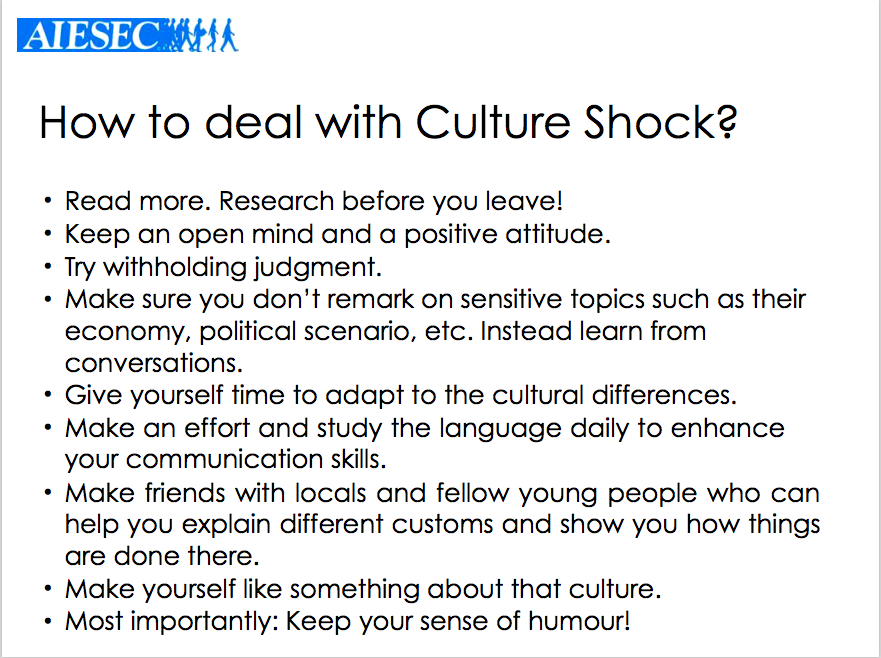 AIESEC
How to deal with Culture Shock?
• Read more. Research before you leave!
• Keep an open mind and a positive attitude.
• Try withholding judgment.
• Make sure you don’t remark on sensitive topics such as their
economy, political scenario, etc. Instead learn from
conversations.
• Give yourself time to adapt to the cultural differences.
• Make an effort and study the language daily to enhance
your communication skills.
• Make friends with locals and fellow young people who can
help you explain different customs and show you how things
are done there.
• Make yourself like something about that culture.
• Most importantly: Keep your sense of humour!